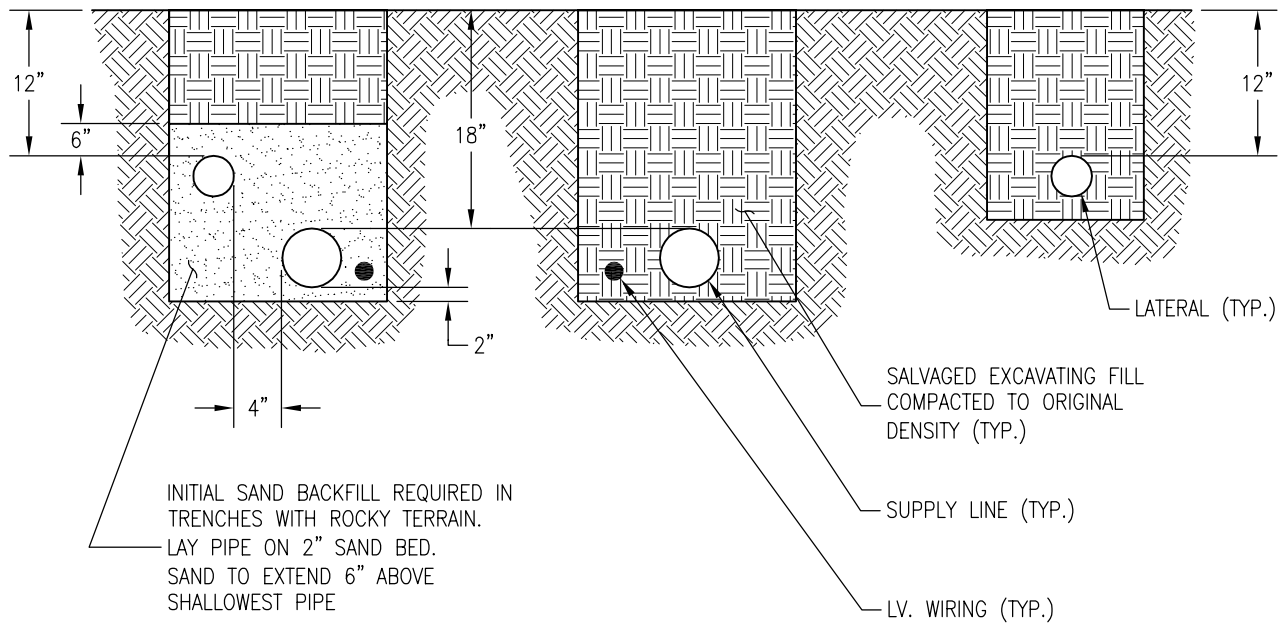 12”
6”
18”
12”
2”
4”
LATERAL (TYP.)
SALVAGED EXCAVATING FILL
COMPACTED TO ORIGINAL
DENSITY (TYP.)
INITIAL SAND BACKFILL REQUIRED IN
TRENCHES WITH ROCKY TERRAIN.
LAY PIPE ON 2” SAND BED.
SAND TO EXTEND 6” ABOVE
SHALLOWEST PIPE
SUPPLY LINE (TYP.)
LV. WIRING (TYP.)